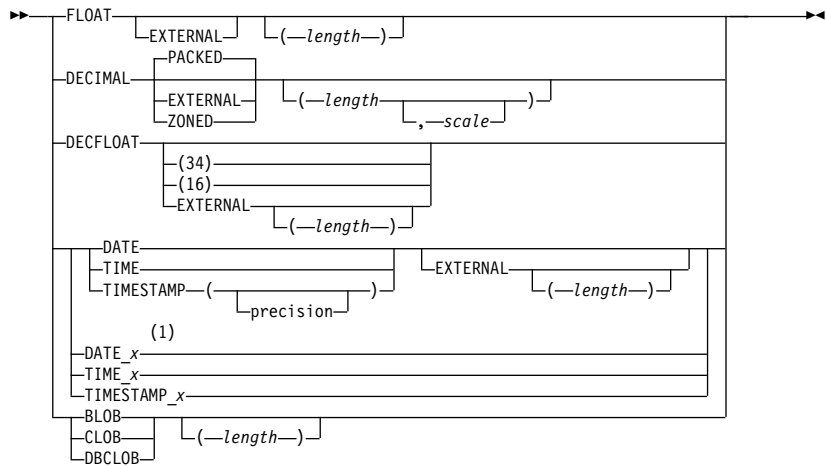 FLOAT
EXTERNAL (length)
PACKED
DECIMAL
EXTERNAL (length )
ZONED , scale
DECFLOAT
(34)
(16)
EXTERNAL
(length)
DATE
TIME EXTERNAL
TIMESTAMP ( ) (length)
precision
(1)
DATE_x
TIME_x
TIMESTAMP_x
BLOB
CLOB (length)
DBCLOB